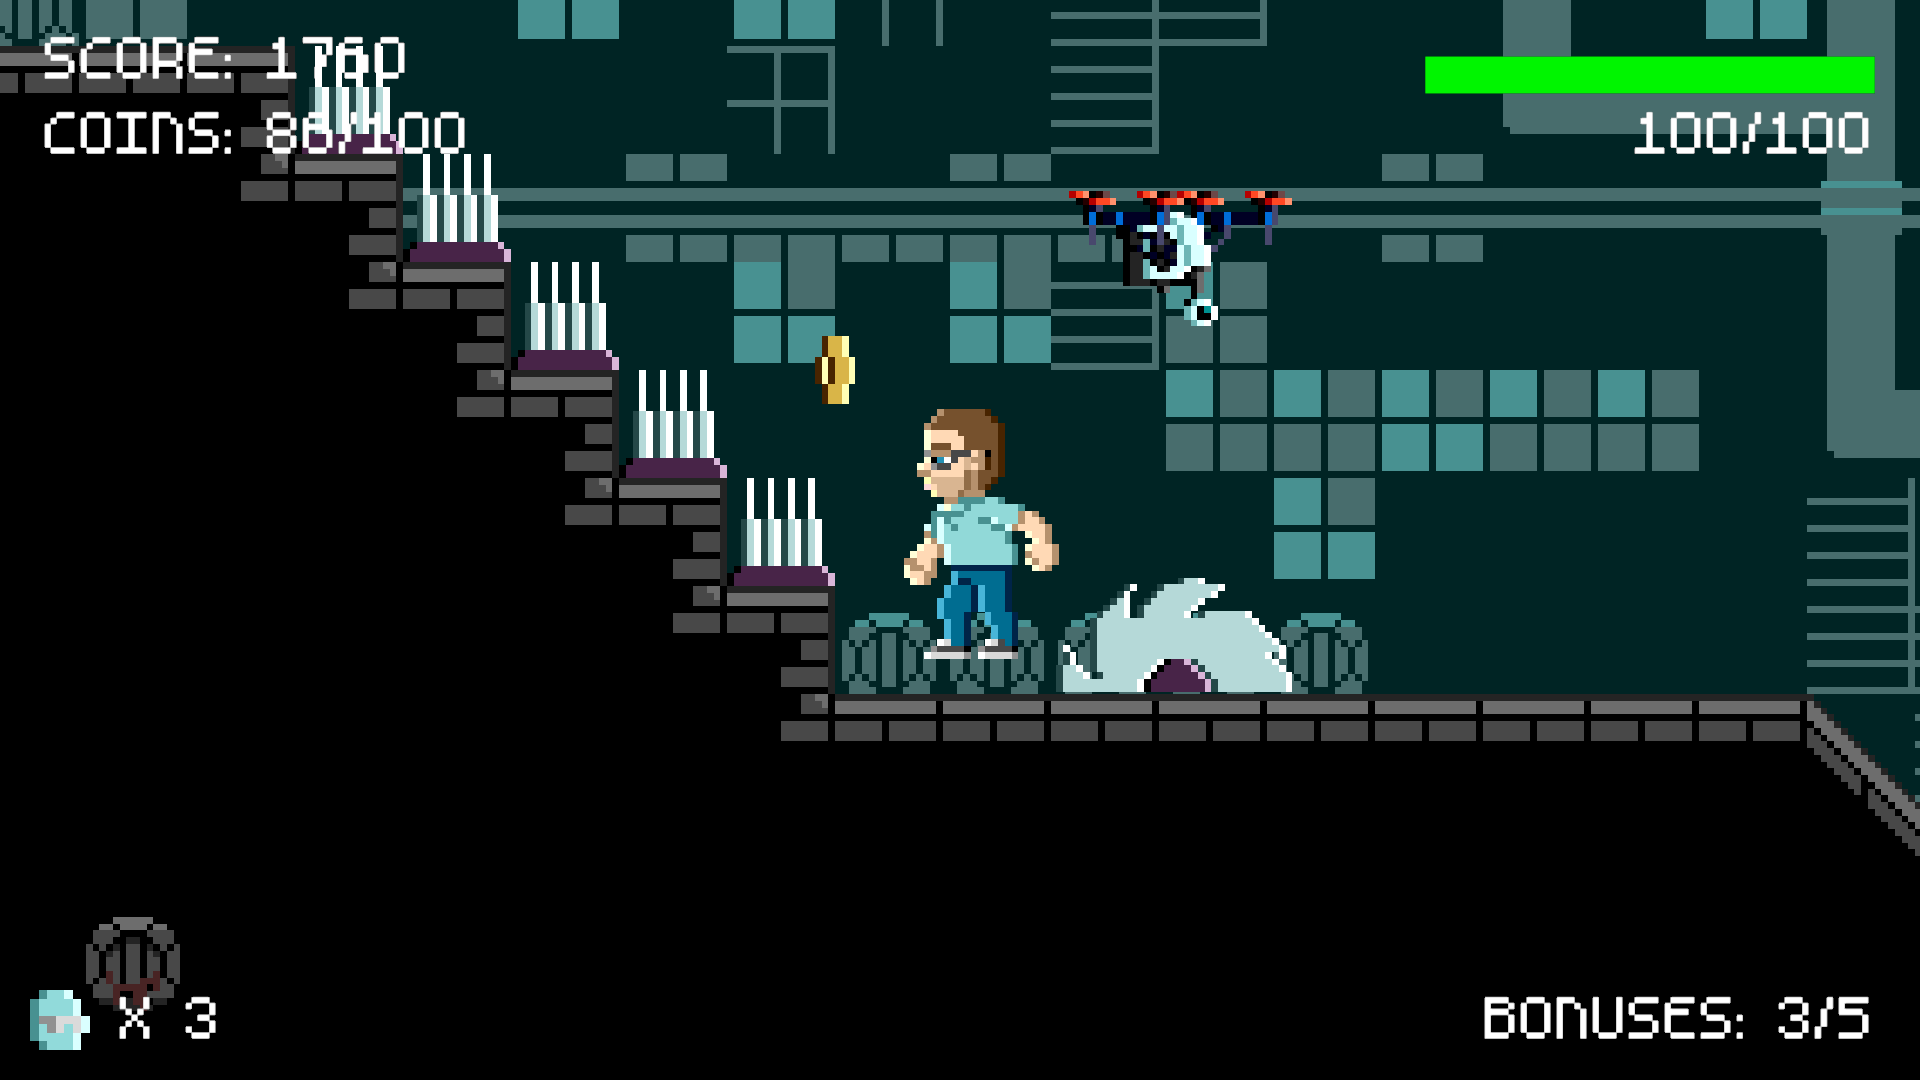 SCORE: 1760
COINS: 86/100
100/100
X 3
BONUSES: 3/5